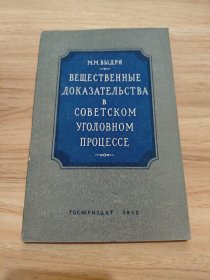 М.М. ВЫДРЯ
ВЕЩЕСТВЕННЫЕ
ДОКАЗАТЕЛЬСТВА
В
СОВЕТСКОМ
УГОЛОВНОМ
ПРОЦЕССЕ
ГОСЮРИЗДАТ 1955